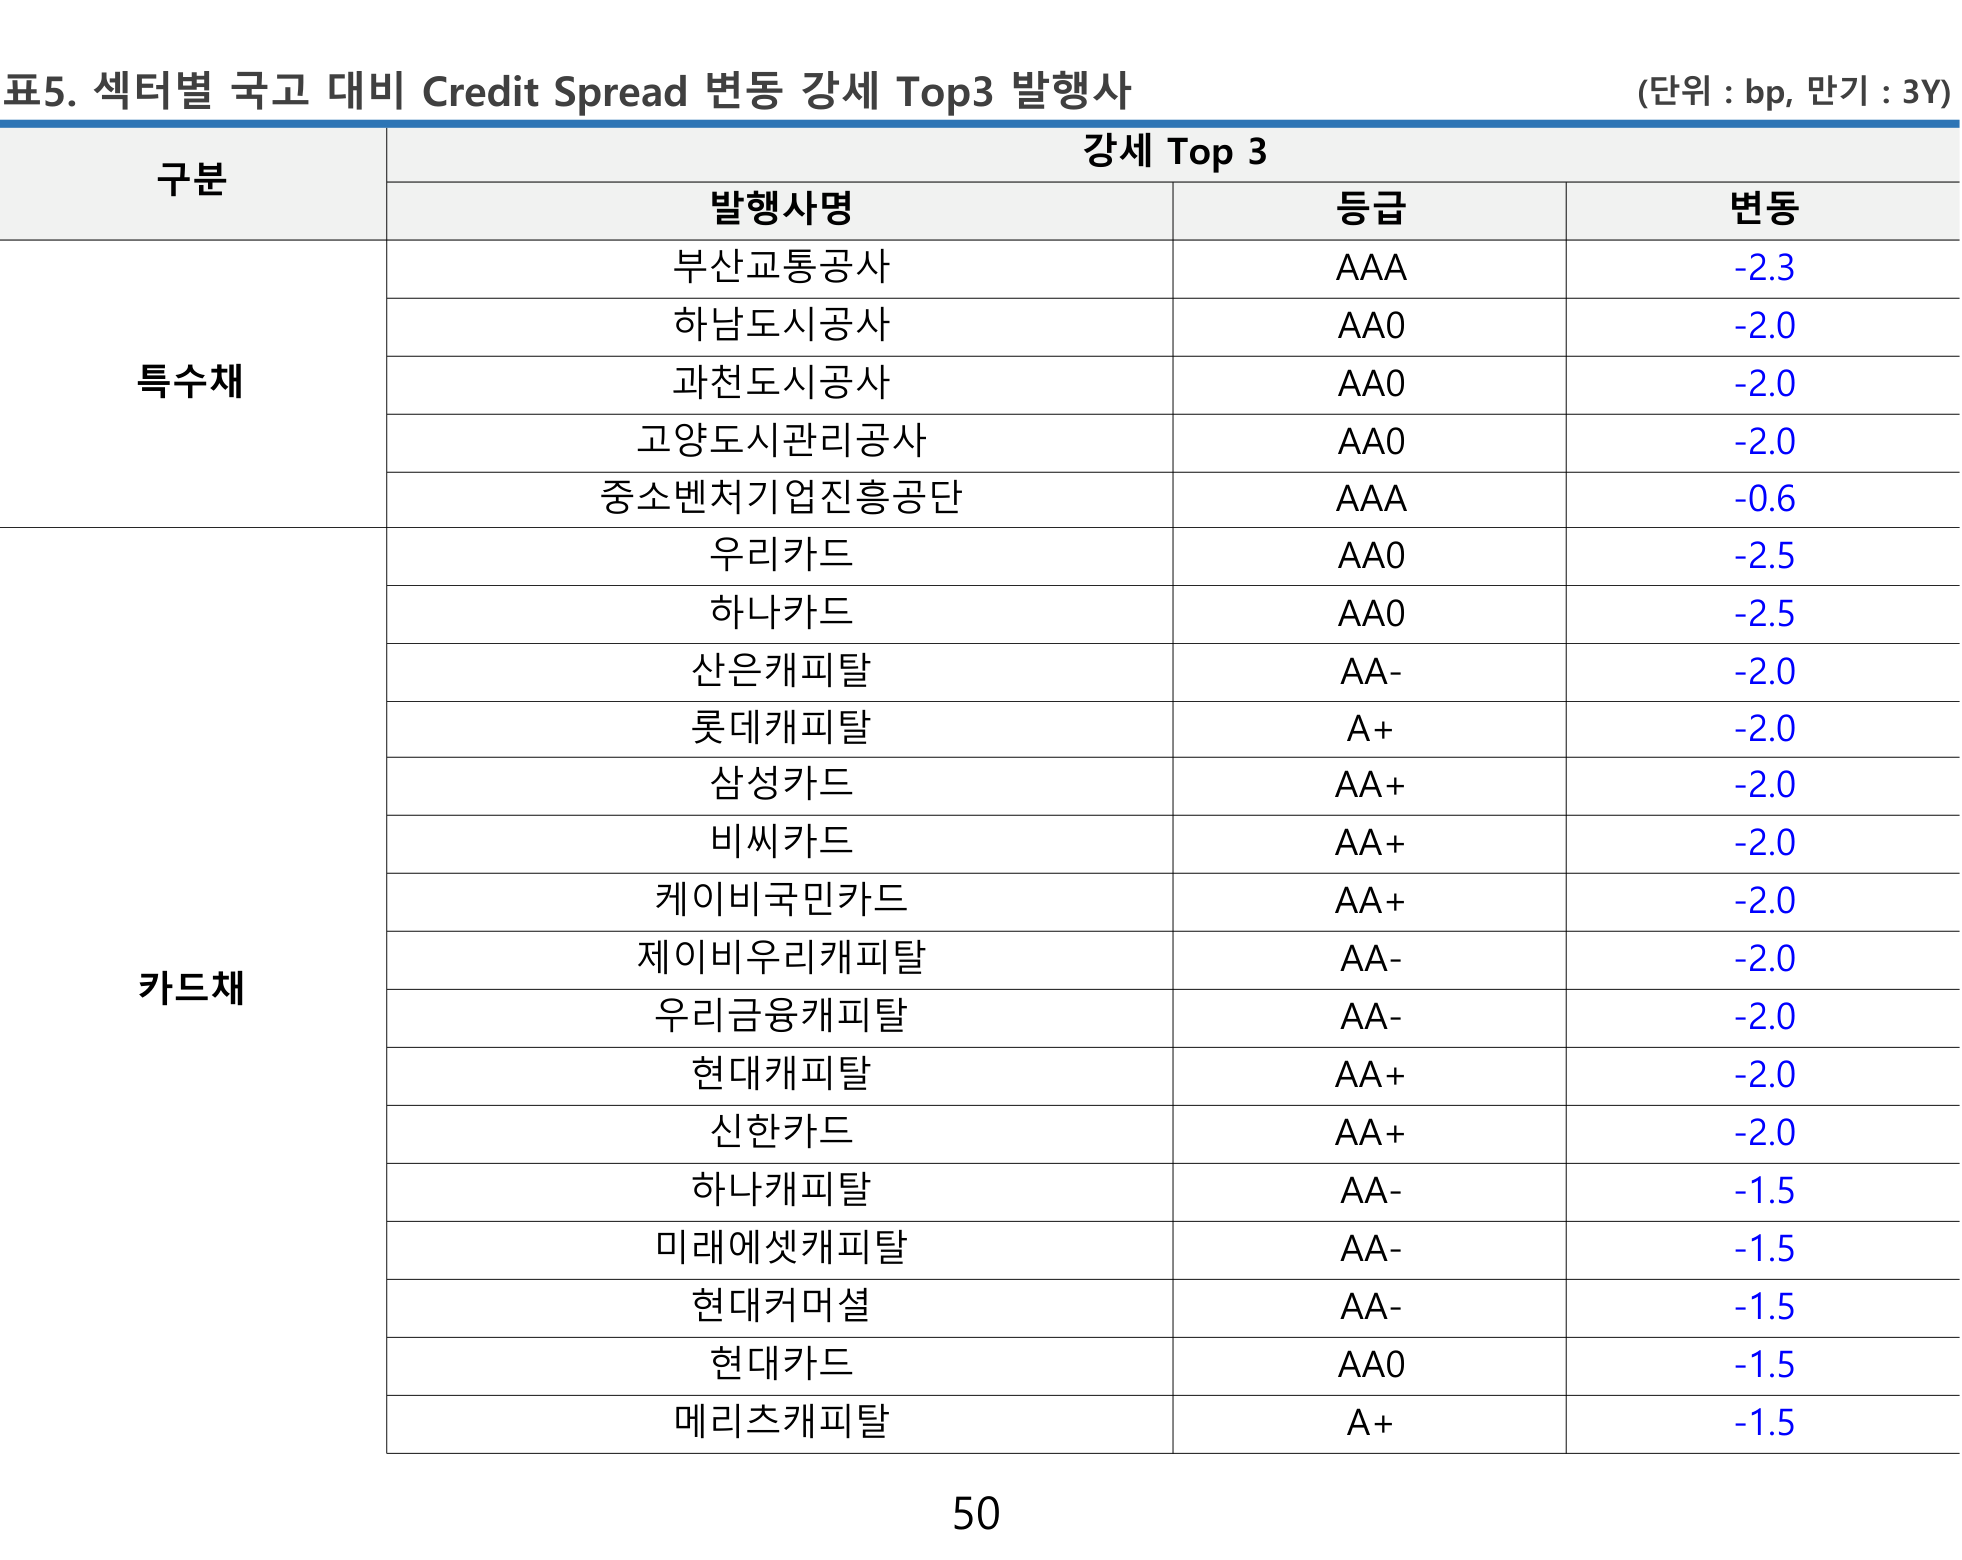 표5. 섹터별 국고 대비 Credit Spread 변동 강세 Top3 발행사 (단위 : bp, 만기 : 3Y)
구분 강세 Top 3
발행사명 등급 변동
특수채
부산교통공사 AAA -2.3
하남도시공사 AA0 -2.0
과천도시공사 AA0 -2.0
고양도시관리공사 AA0 -2.0
중소벤처기업진흥공단 AAA -0.6
카드채
우리카드 AA0 -2.5
하나카드 AA0 -2.5
산은캐피탈 AA- -2.0
롯데캐피탈 A+ -2.0
삼성카드 AA+ -2.0
비씨카드 AA+ -2.0
케이비국민카드 AA+ -2.0
제이비우리캐피탈 AA- -2.0
우리금융캐피탈 AA- -2.0
현대캐피탈 AA+ -2.0
신한카드 AA+ -2.0
하나캐피탈 AA- -1.5
미래에셋캐피탈 AA- -1.5
현대커머셜 AA- -1.5
현대카드 AA0 -1.5
메리츠캐피탈 A+ -1.5
50